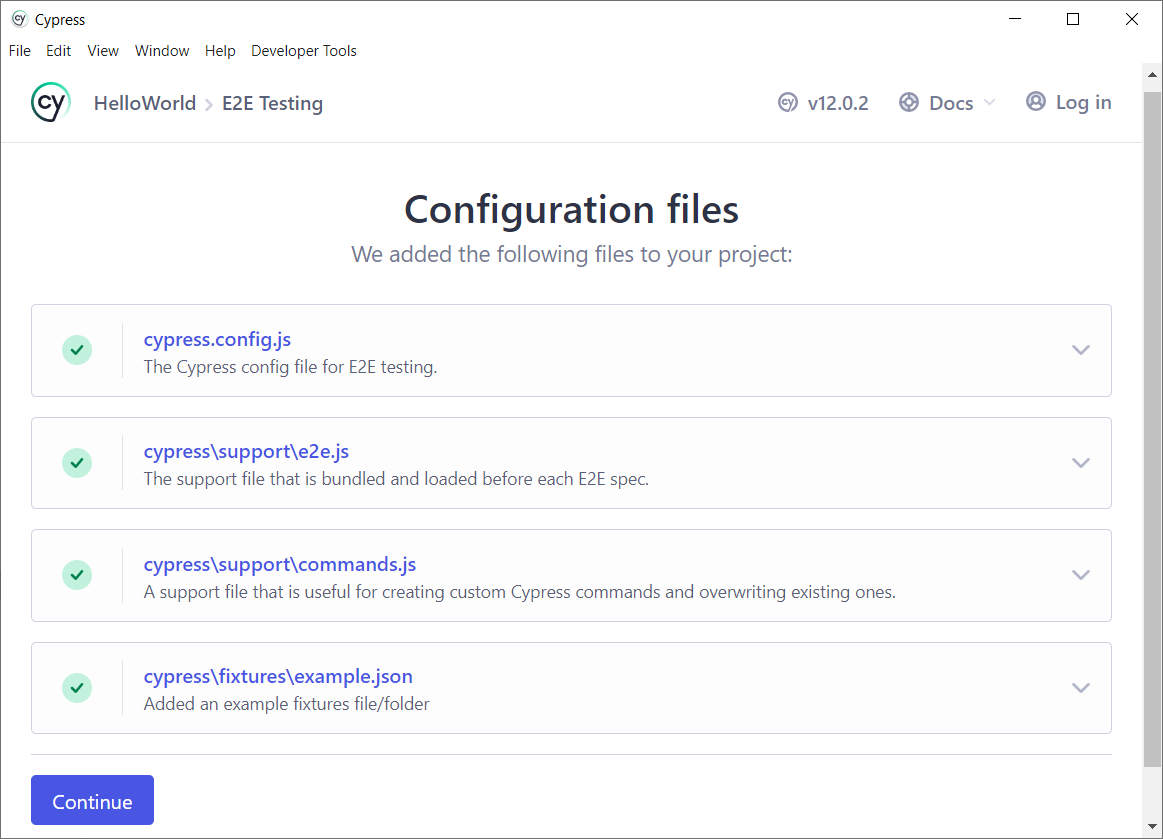 cy Cypress
File Edit View Window Help Developer Tools
cy HelloWorld > E2E Testing cy v12.0.2 Docs Log in
Configuration files
We added the following files to your project:
cypress.config.js
The Cypress config file for E2E testing.
cypress\support\e2e.js
The support file that is bundled and loaded before each E2E spec.
cypress\support\commands.js
A support file that is useful for creating custom Cypress commands and overwriting existing ones.
cypress\fixtures\example.json
Added an example fixtures file/folder
Continue